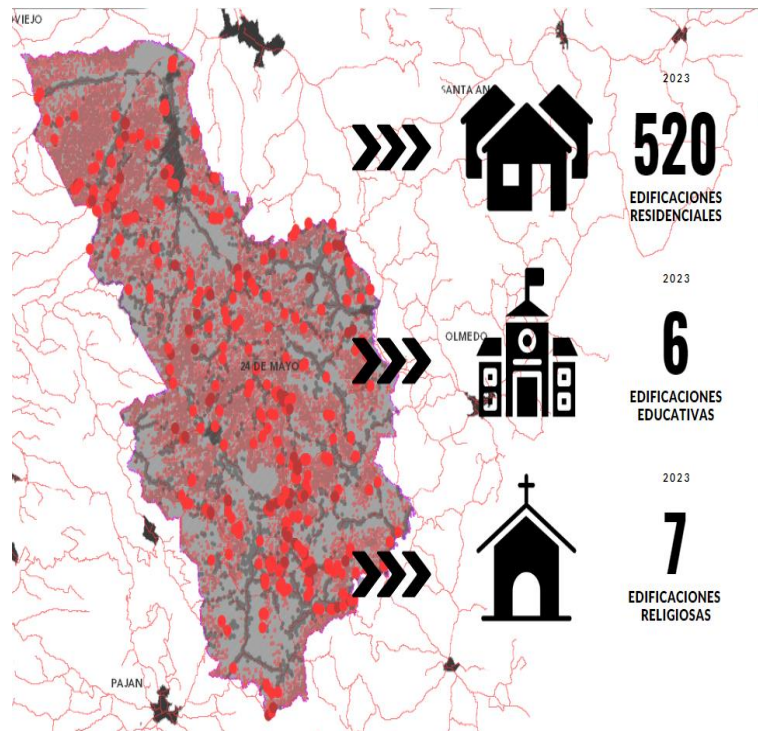 OVIEJO
SANTA AN
2023
520
EDIFICACIONES
RESIDENCIALES
2023
OLMEDO
6
EDIFICACIONES
EDUCATIVAS
24 DE MAYO
2023
7
EDIFICACIONES
RELIGIOSAS
PAJAN